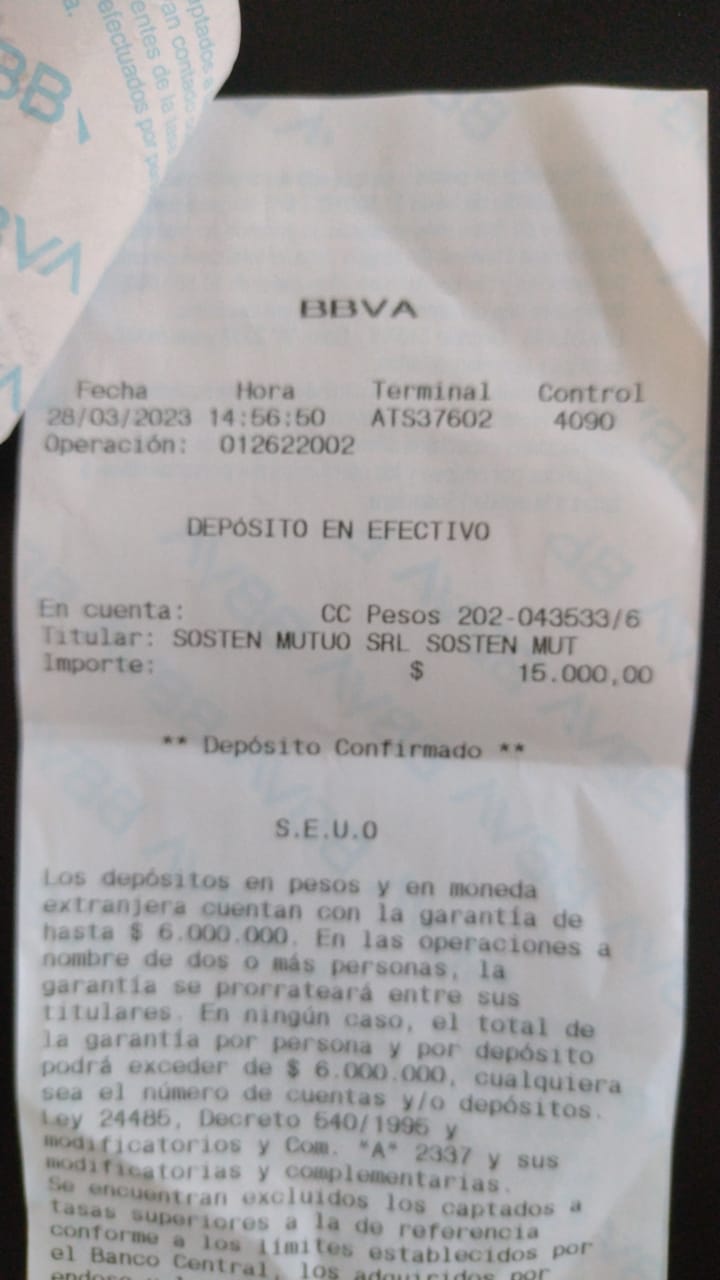 BBVA
Fecha Hora Terminal Control
28/03/2023 14:56:50 ATS37602 4090
Operación: 012622002
DEPÓSITO EN EFECTIVO
En cuenta: CC Pesos 202-043533/6
Titular: SOSTEN MUTUO SRL SOSTEN MUT
Importe: $ 15.000,00
** Depósito Confirmado **
S.E.U.O
Los depósitos en pesos y en moneda
extranjera cuentan con la garantía de
hasta $ 6.000.000. En las operaciones a
nombre de dos o más personas, la
garantía se prorrateará entre sus
titulares. En ningún caso, el total de
la garantía por persona y por depósito
podrá exceder de $ 6.000.000, cualquiera
sea el número de cuentas y/o depósitos.
Ley 24485, Decreto 540/1995 y
modificatorios y Com. "A" 2337 y sus
modificatorias y complementarias.
Se encuentran excluidos los captados a
tasas superiores a la de referencia
conforme a los límites establecidos por
el Banco Central, los adquiridos por